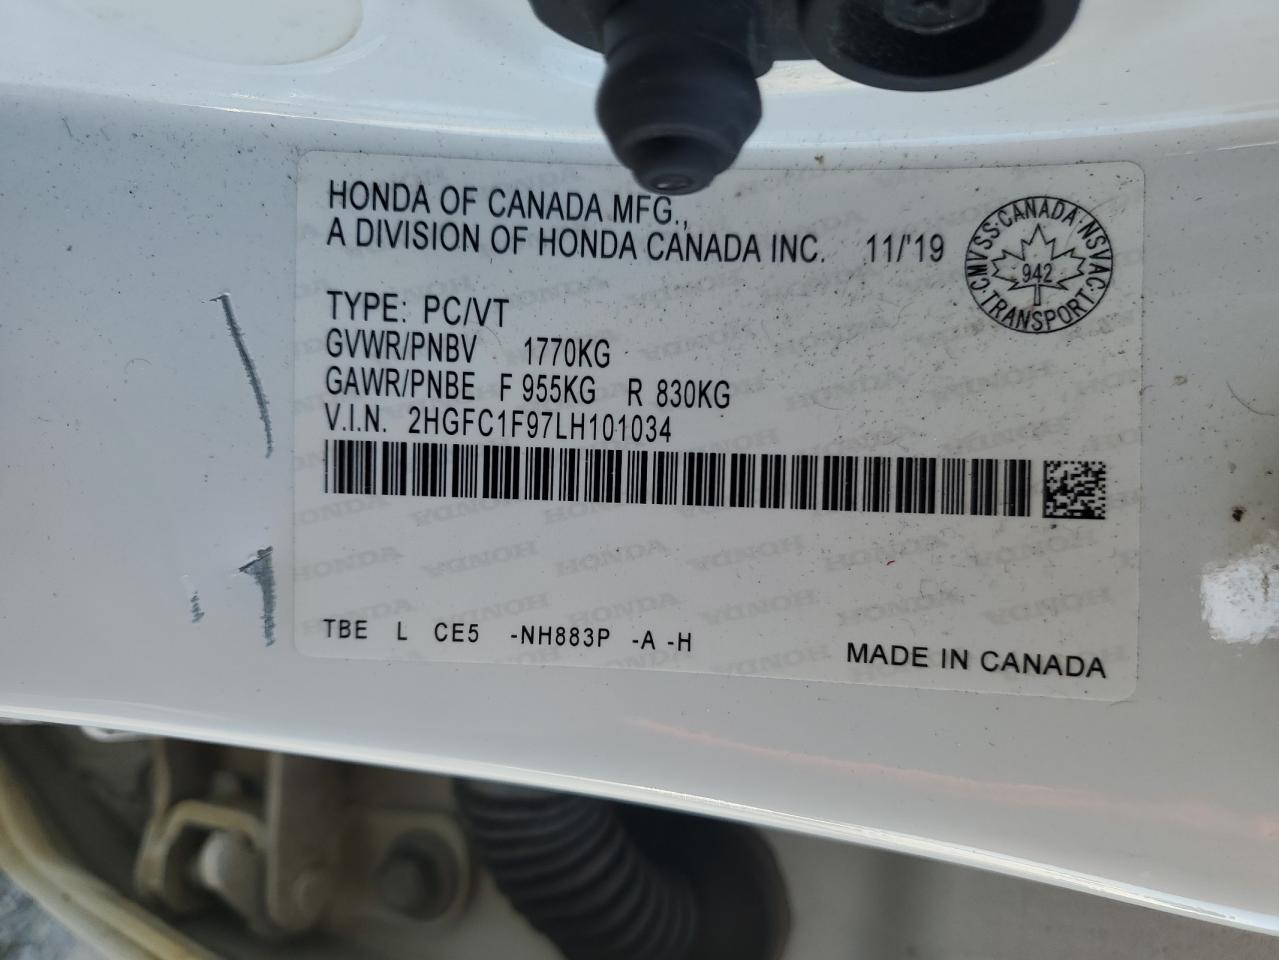 HONDA OF CANADA MFG.,
A DIVISION OF HONDA CANADA INC. 11/'19
CMVSS·CANADA·NSVAC·TRANSPORT·
942
TYPE: PC/VT
GVWR/PNBV 1770KG
GAWR/PNBE F 955KG R 830KG
V.I.N. 2HGFC1F97LH101034
TBE L CE5 -NH883P -A -H
MADE IN CANADA